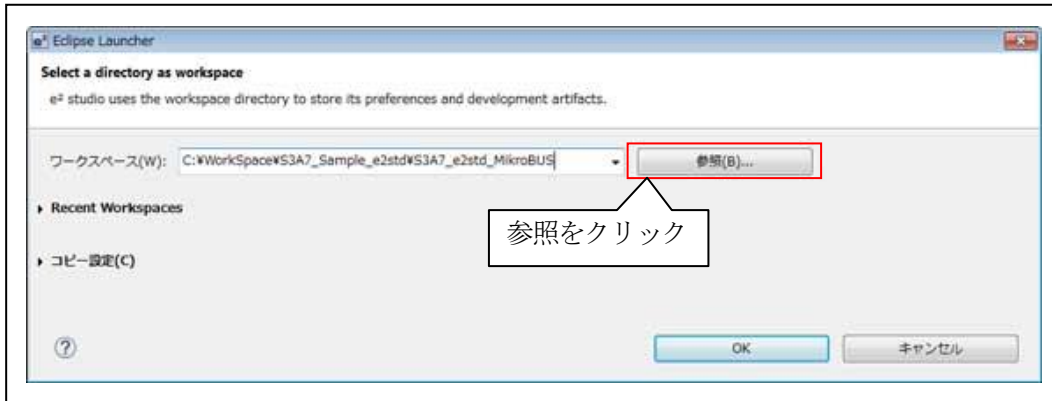 e² Eclipse Launcher
Select a directory as workspace
e² studio uses the workspace directory to store its preferences and development artifacts.
ワークスペース(W): C:¥WorkSpace¥S3A7_Sample_e2std¥S3A7_e2std_MikroBUS 参照(B)...
Recent Workspaces
参照をクリック
コピー設定(C)
? OK キャンセル